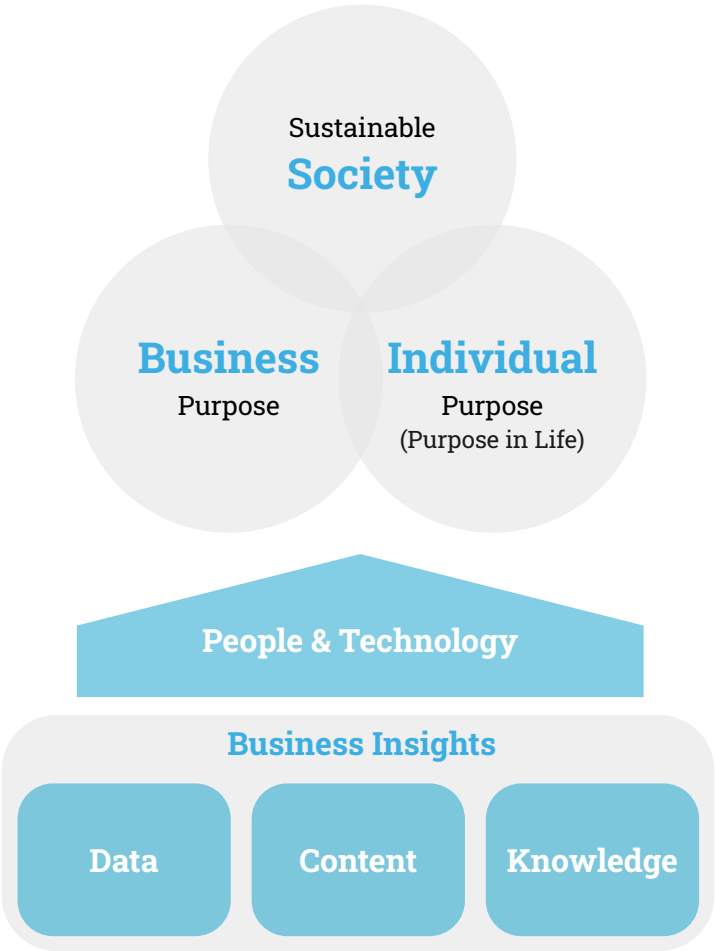 Sustainable
Society
Business
Purpose
Individual
Purpose
(Purpose in Life)
People & Technology
Business Insights
Data
Content
Knowledge